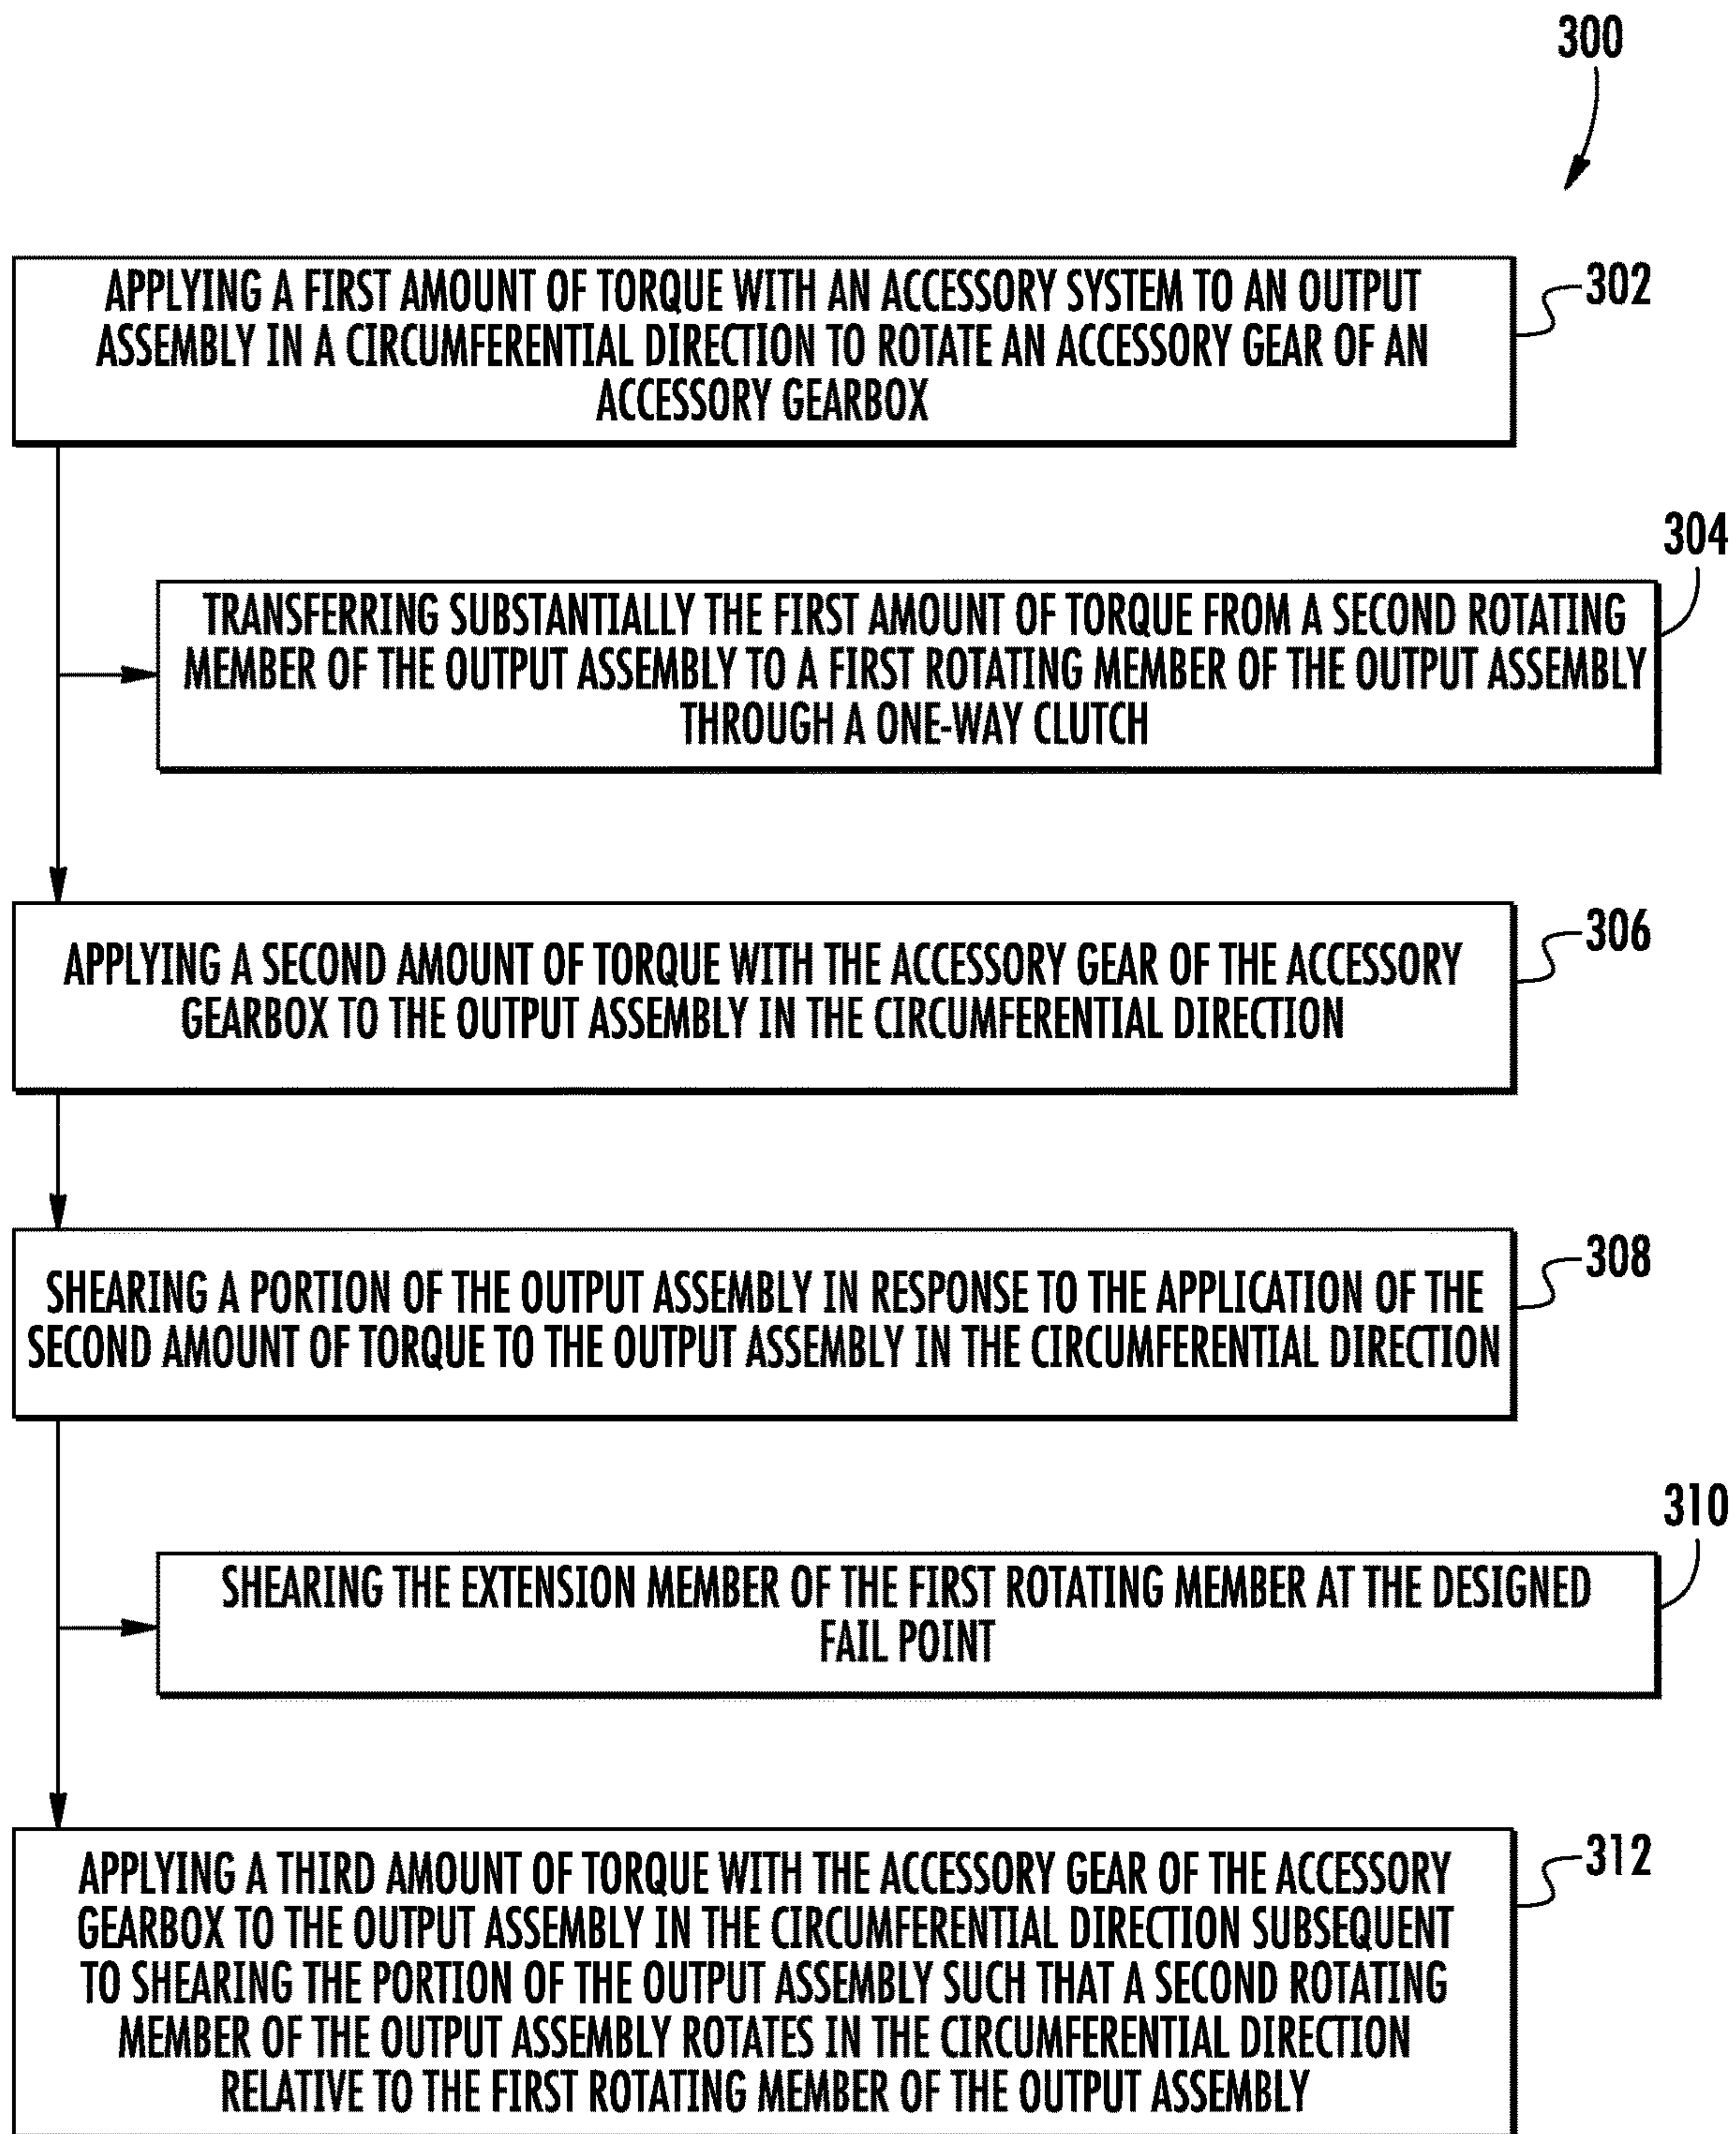 300
APPLYING A FIRST AMOUNT OF TORQUE WITH AN ACCESSORY SYSTEM TO AN OUTPUT
ASSEMBLY IN A CIRCUMFERENTIAL DIRECTION TO ROTATE AN ACCESSORY GEAR OF AN
ACCESSORY GEARBOX
302
304
TRANSFERRING SUBSTANTIALLY THE FIRST AMOUNT OF TORQUE FROM A SECOND ROTATING
MEMBER OF THE OUTPUT ASSEMBLY TO A FIRST ROTATING MEMBER OF THE OUTPUT ASSEMBLY
THROUGH A ONE-WAY CLUTCH
APPLYING A SECOND AMOUNT OF TORQUE WITH THE ACCESSORY GEAR OF THE ACCESSORY
GEARBOX TO THE OUTPUT ASSEMBLY IN THE CIRCUMFERENTIAL DIRECTION
306
SHEARING A PORTION OF THE OUTPUT ASSEMBLY IN RESPONSE TO THE APPLICATION OF THE
SECOND AMOUNT OF TORQUE TO THE OUTPUT ASSEMBLY IN THE CIRCUMFERENTIAL DIRECTION
308
310
SHEARING THE EXTENSION MEMBER OF THE FIRST ROTATING MEMBER AT THE DESIGNED
FAIL POINT
APPLYING A THIRD AMOUNT OF TORQUE WITH THE ACCESSORY GEAR OF THE ACCESSORY
GEARBOX TO THE OUTPUT ASSEMBLY IN THE CIRCUMFERENTIAL DIRECTION SUBSEQUENT
TO SHEARING THE PORTION OF THE OUTPUT ASSEMBLY SUCH THAT A SECOND ROTATING
MEMBER OF THE OUTPUT ASSEMBLY ROTATES IN THE CIRCUMFERENTIAL DIRECTION
RELATIVE TO THE FIRST ROTATING MEMBER OF THE OUTPUT ASSEMBLY
312